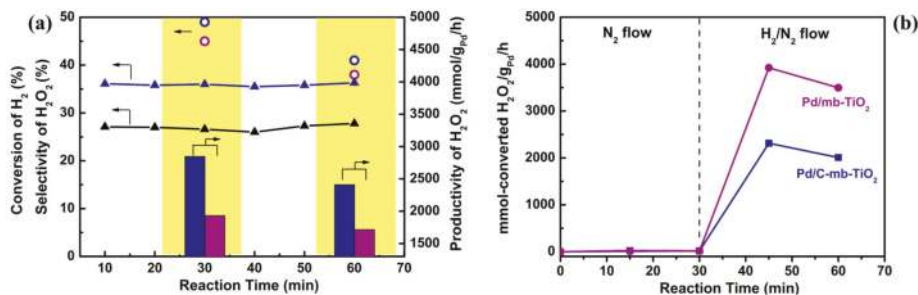 (a)
Conversion of H₂ (%)
Selectivity of H₂O₂ (%)
50
40
30
20
10
0
10 20 30 40 50 60 70
Reaction Time (min)
5000
4500
4000
3500
3000
2500
2000
1500
Productivity of H₂O₂ (mmol/g_Pd/h)
(b)
mmol-converted H₂O₂/g_Pd/h
5000
4000
3000
2000
1000
0
N₂ flow
H₂/N₂ flow
Pd/mb-TiO₂
Pd/C-mb-TiO₂
0 10 20 30 40 50 60 70
Reaction Time (min)